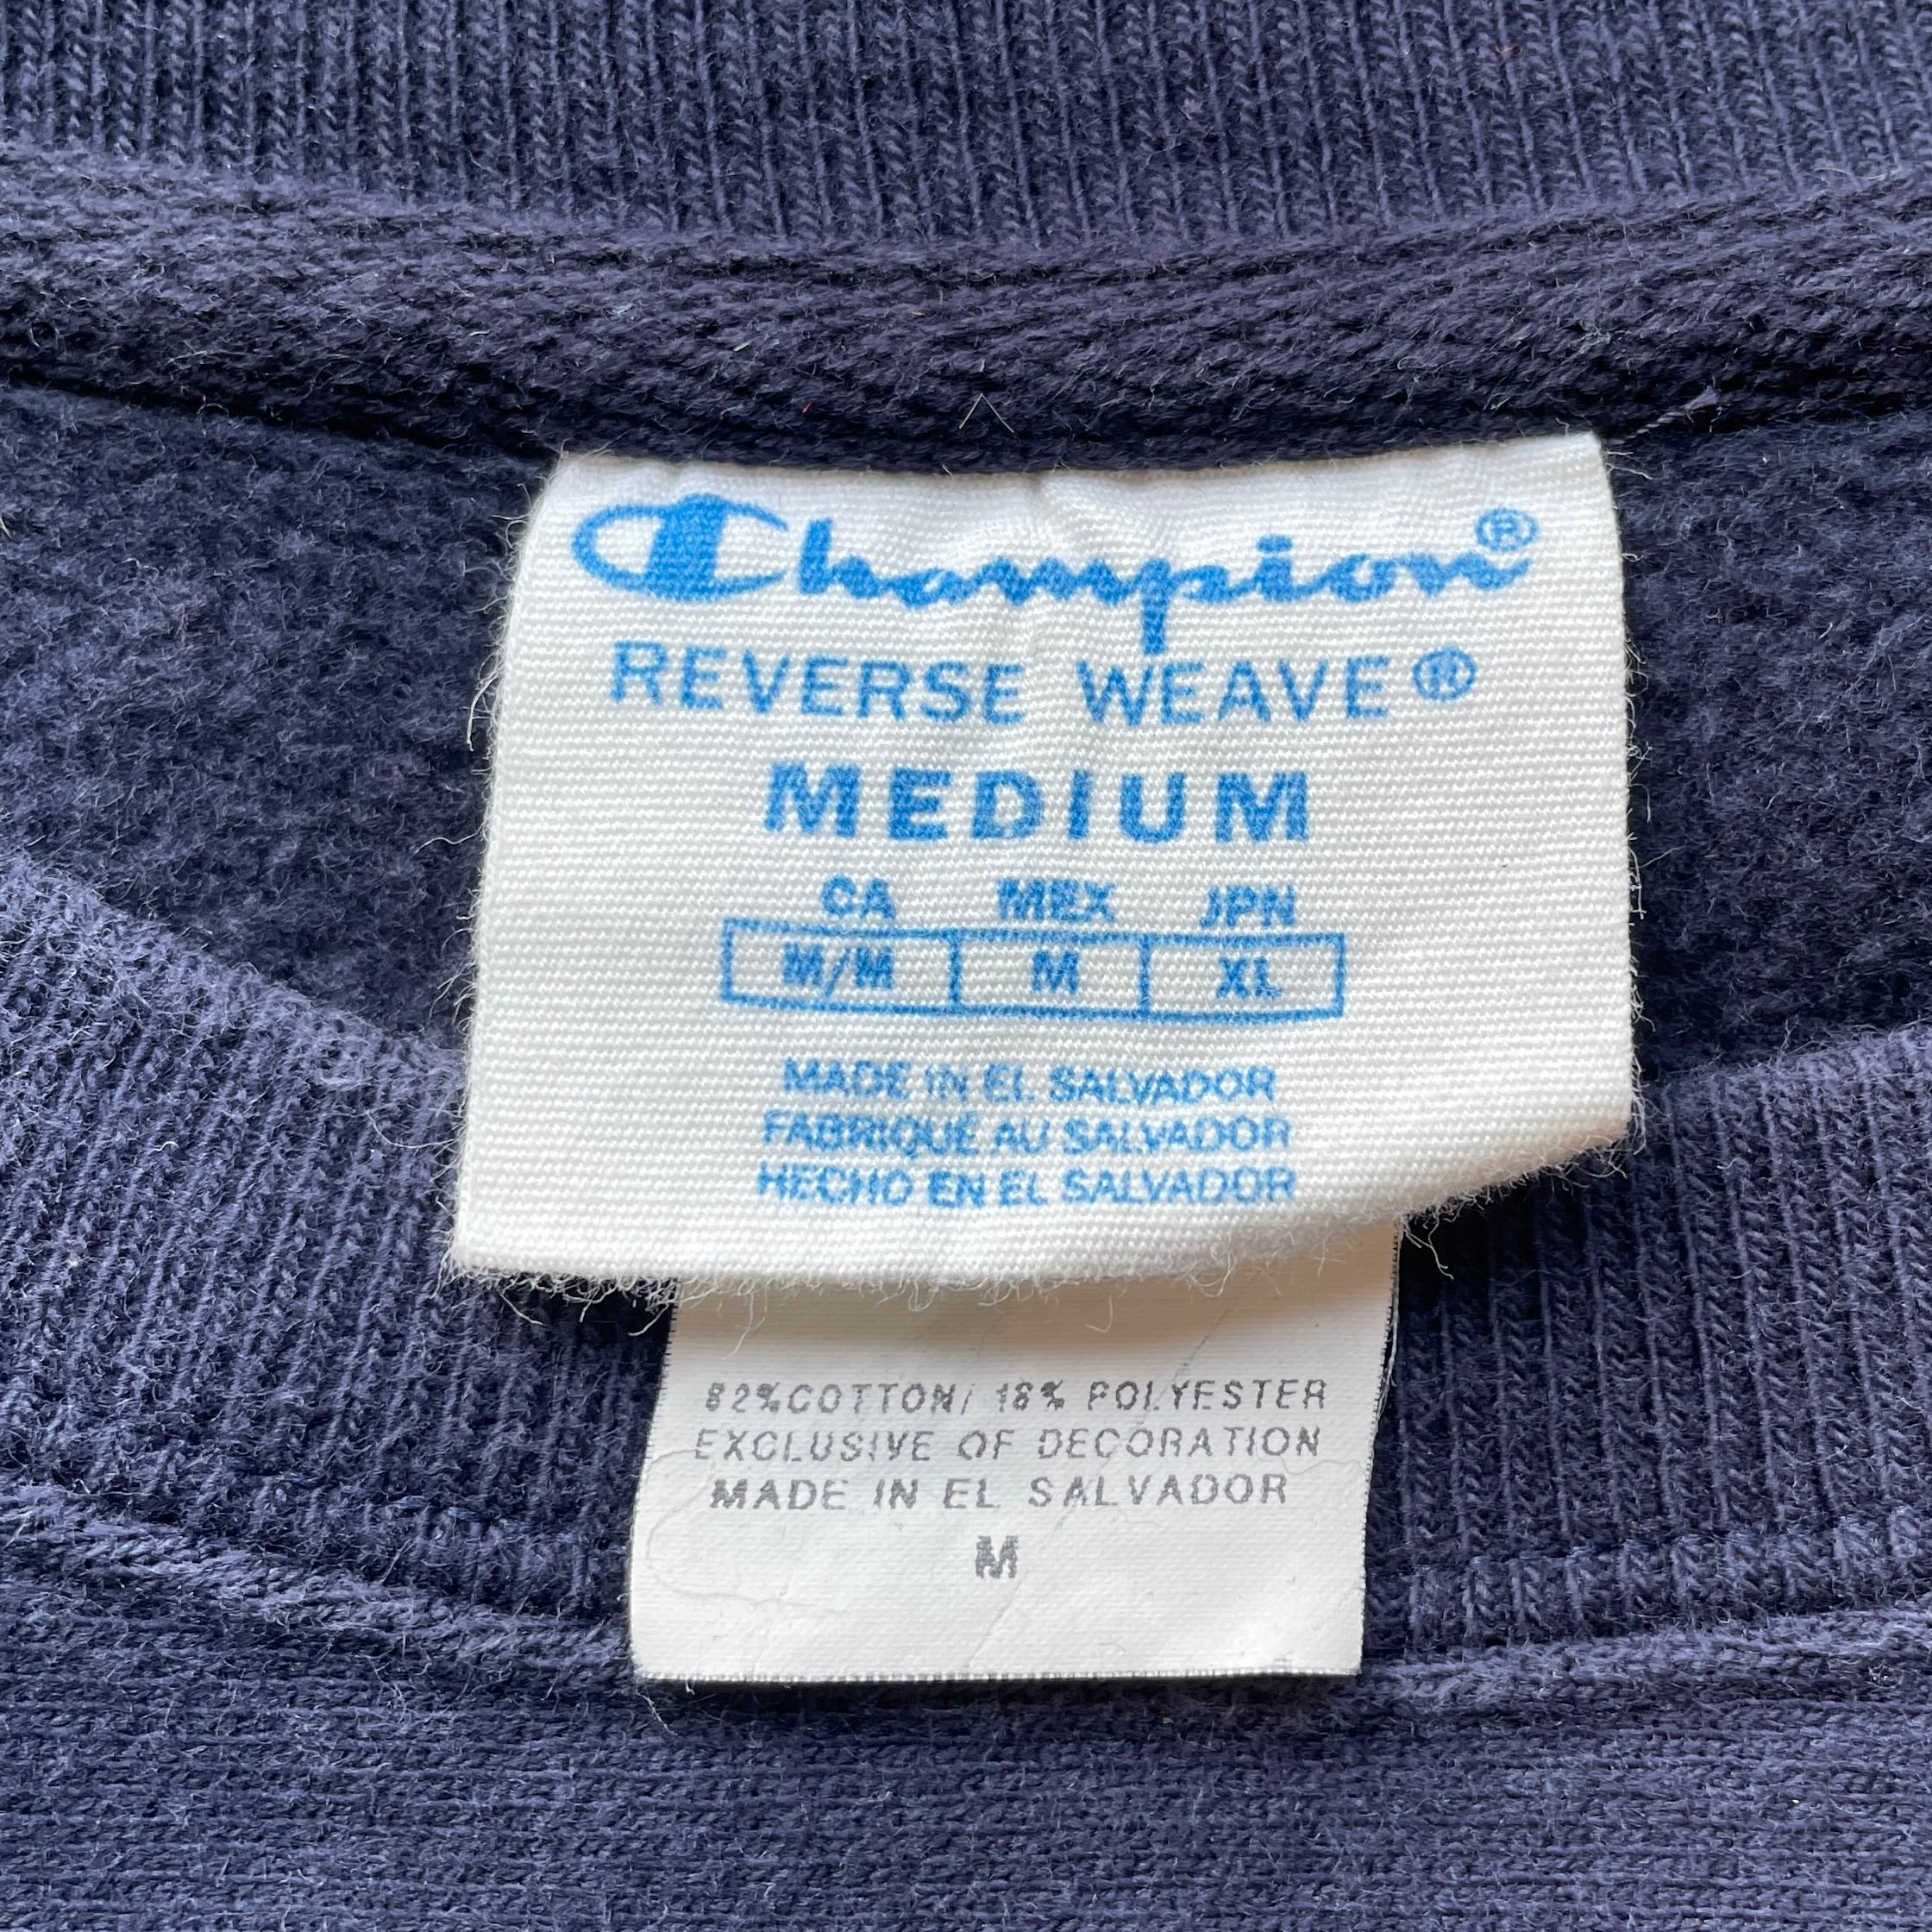 Champion®
REVERSE WEAVE®
MEDIUM
CA MEX JPN
M/M M XL
MADE IN EL SALVADOR
FABRIQUÉ AU SALVADOR
HECHO EN EL SALVADOR
82%COTTON/ 18% POLYESTER
EXCLUSIVE OF DECORATION
MADE IN EL SALVADOR
M